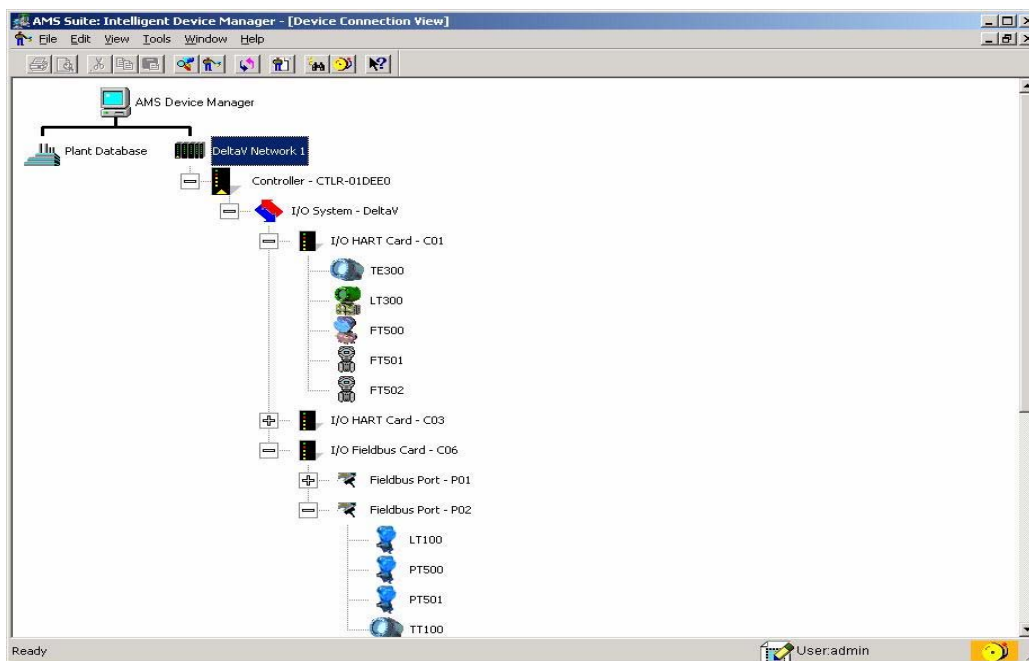 AMS Suite: Intelligent Device Manager - [Device Connection View]
File Edit View Tools Window Help
AMS Device Manager
Plant Database
DeltaV Network 1
Controller - CTLR-01DEE0
I/O System - DeltaV
I/O HART Card - C01
TE300
LT300
FT500
FT501
FT502
I/O HART Card - C03
I/O Fieldbus Card - C06
Fieldbus Port - P01
Fieldbus Port - P02
LT100
PT500
PT501
TT100
Ready
User:admin